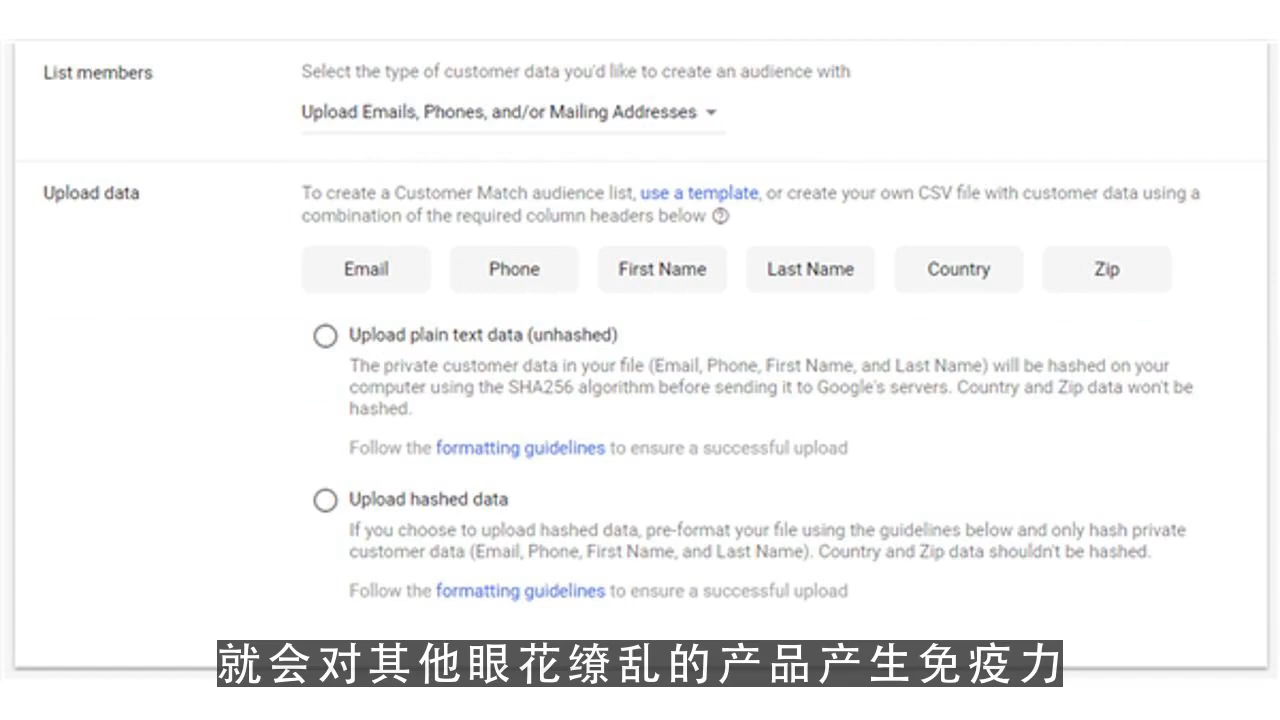 List members
Select the type of customer data you'd like to create an audience with
Upload Emails, Phones, and/or Mailing Addresses
Upload data
To create a Customer Match audience list, use a template, or create your own CSV file with customer data using a
combination of the required column headers below
Email Phone First Name Last Name Country Zip
Upload plain text data (unhashed)
The private customer data in your file (Email, Phone, First Name, and Last Name) will be hashed on your
computer using the SHA256 algorithm before sending it to Google's servers. Country and Zip data won't be
hashed.
Follow the formatting guidelines to ensure a successful upload
Upload hashed data
If you choose to upload hashed data, pre-format your file using the guidelines below and only hash private
customer data (Email, Phone, First Name, and Last Name). Country and Zip data shouldn't be hashed.
Follow the formatting guidelines to ensure a successful upload
就会对其他眼花缭乱的产品产生免疫力